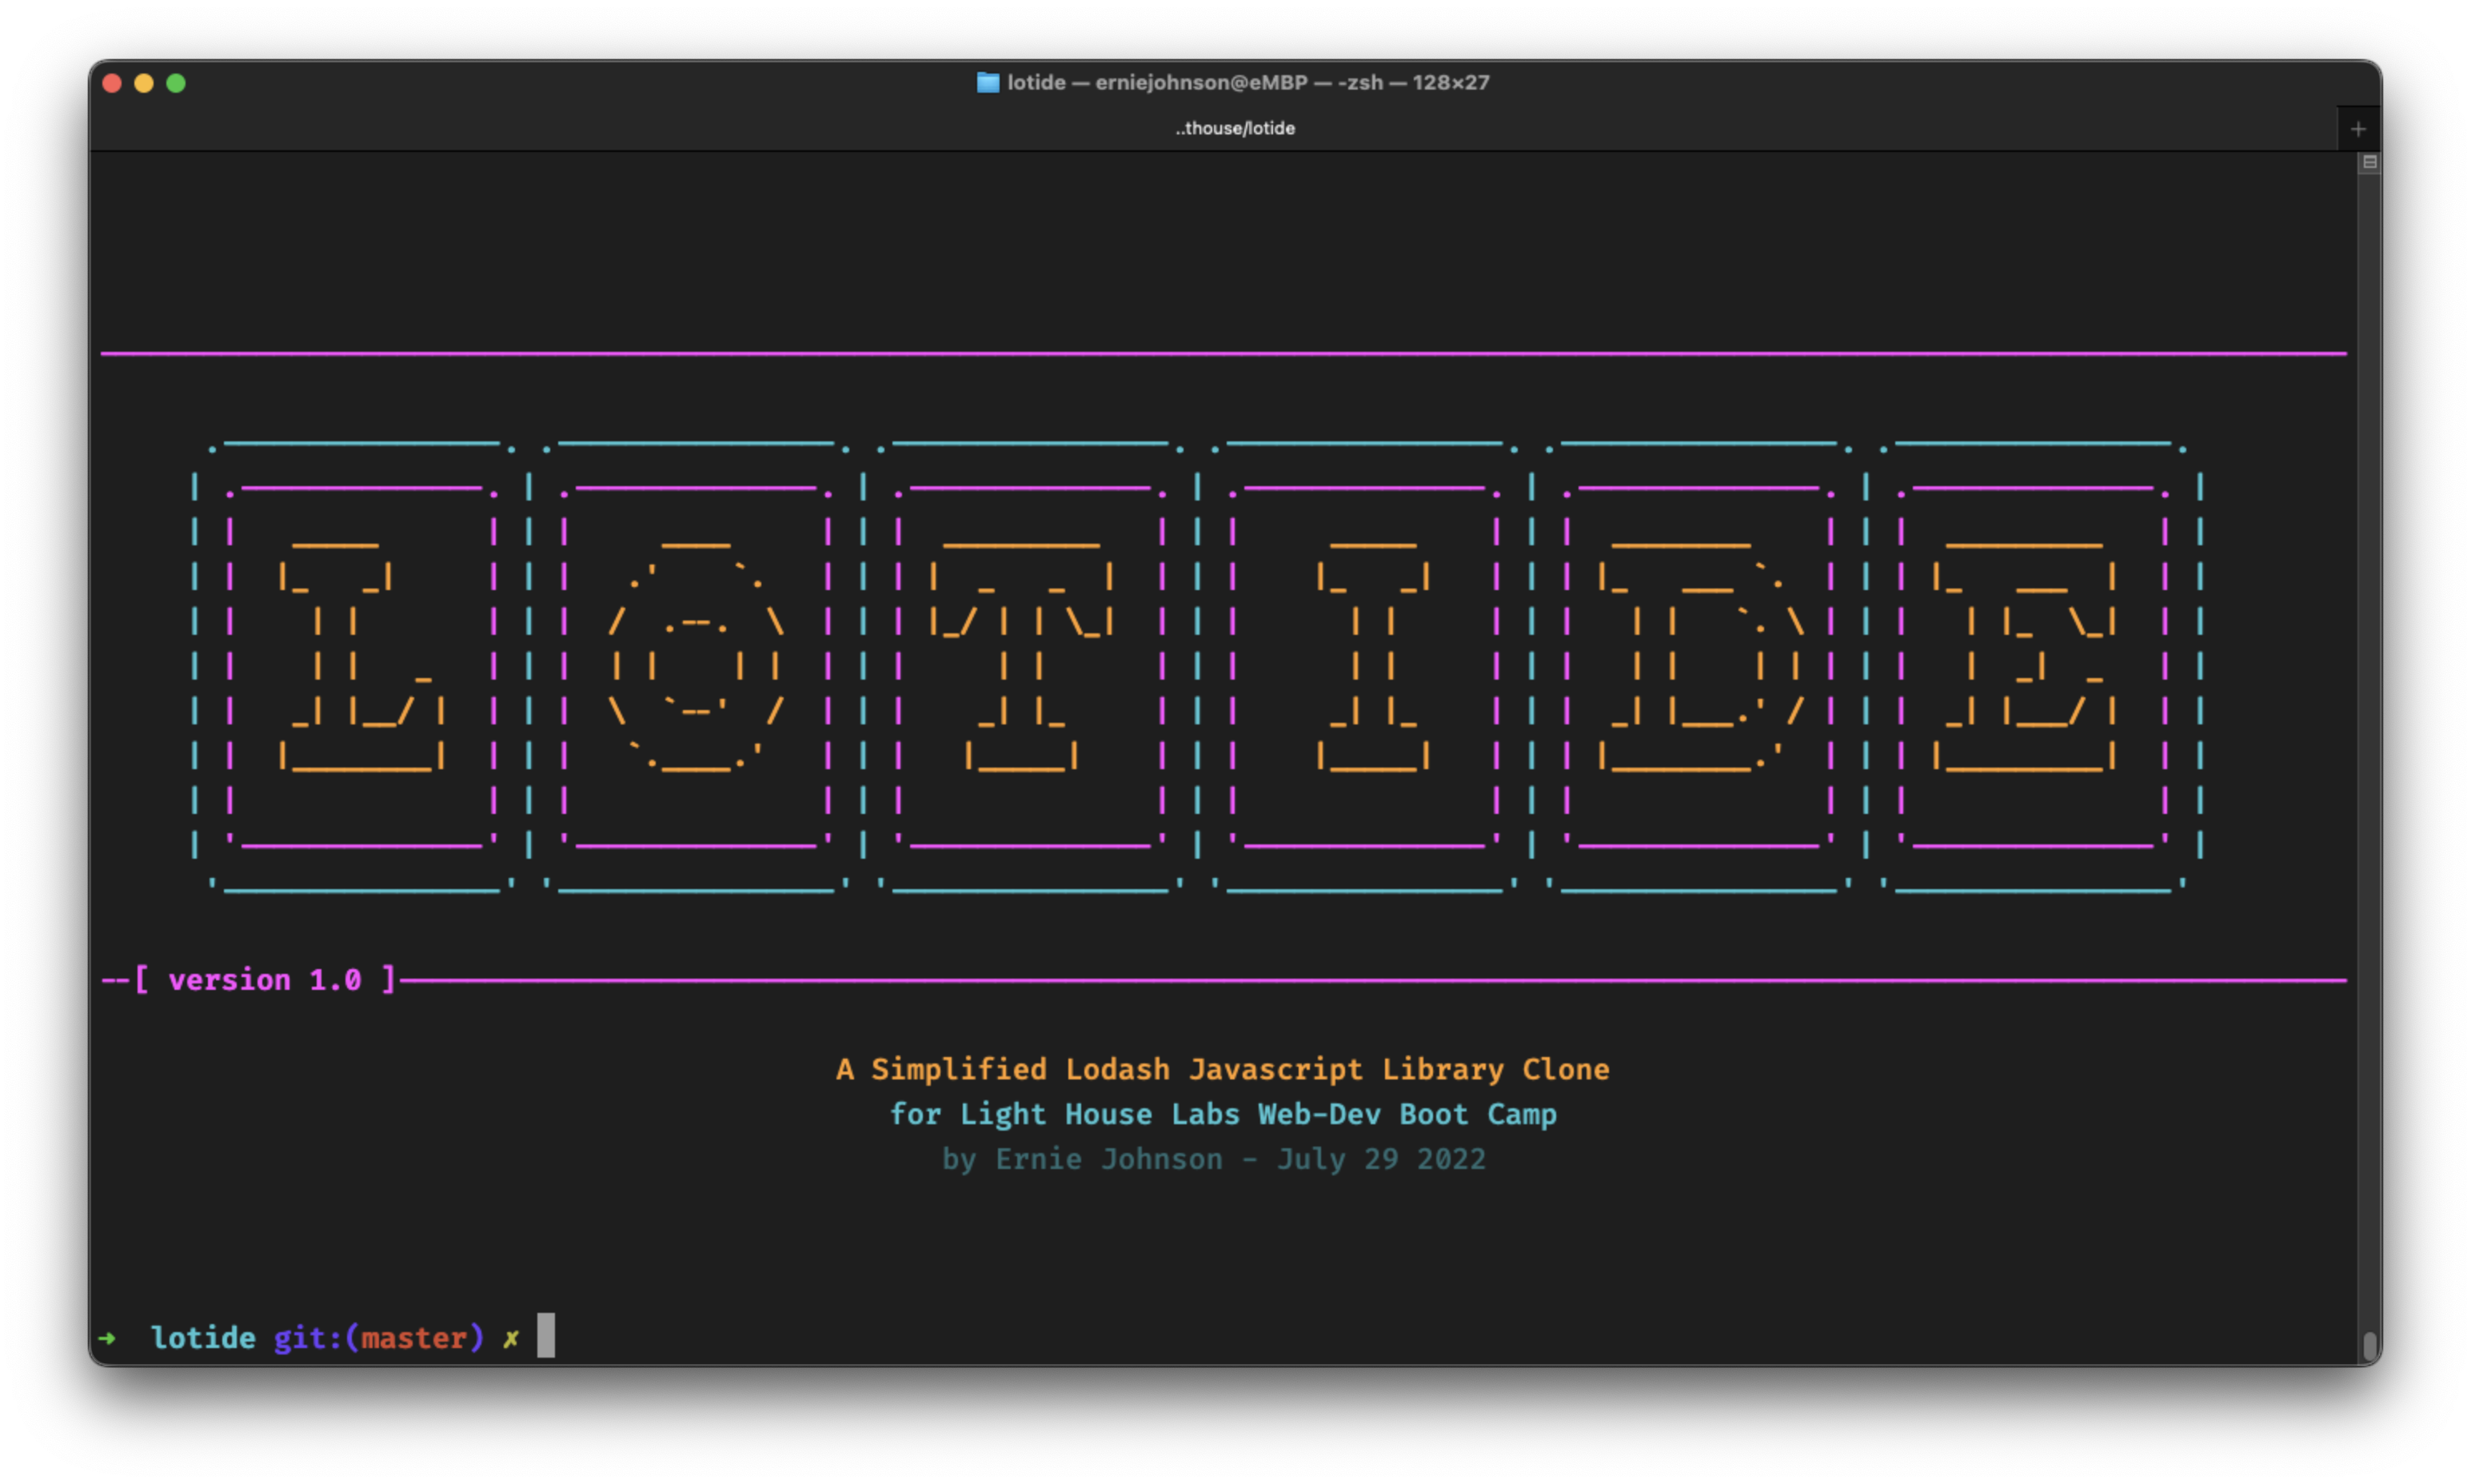 lotide — erniejohnson@eMBP — -zsh — 128×27
..thouse/lotide
LOTIDE
--[ version 1.0 ]
A Simplified Lodash Javascript Library Clone
for Light House Labs Web-Dev Boot Camp
by Ernie Johnson - July 29 2022
➜ lotide git:(master) ✗